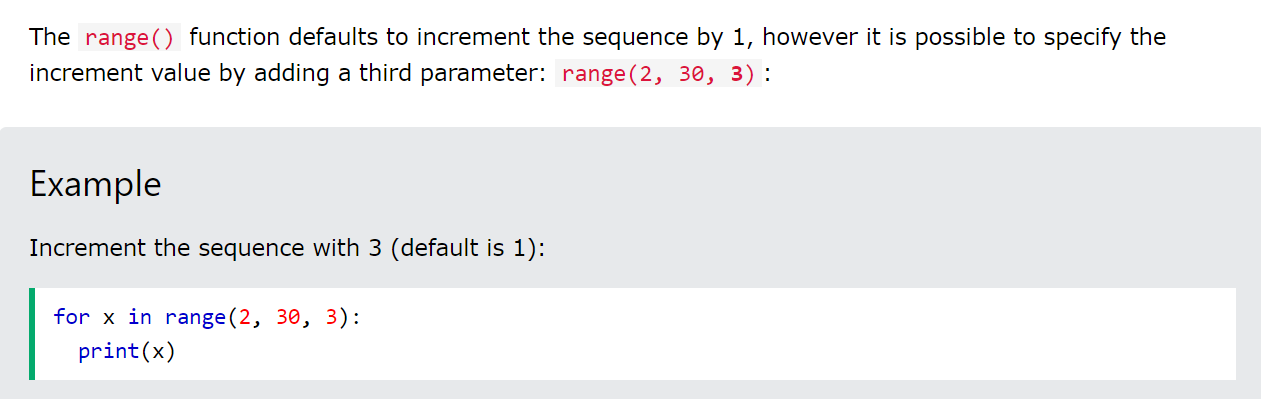 The range() function defaults to increment the sequence by 1, however it is possible to specify the
increment value by adding a third parameter: range(2, 30, 3):
Example
Increment the sequence with 3 (default is 1):
for x in range(2, 30, 3):
  print(x)